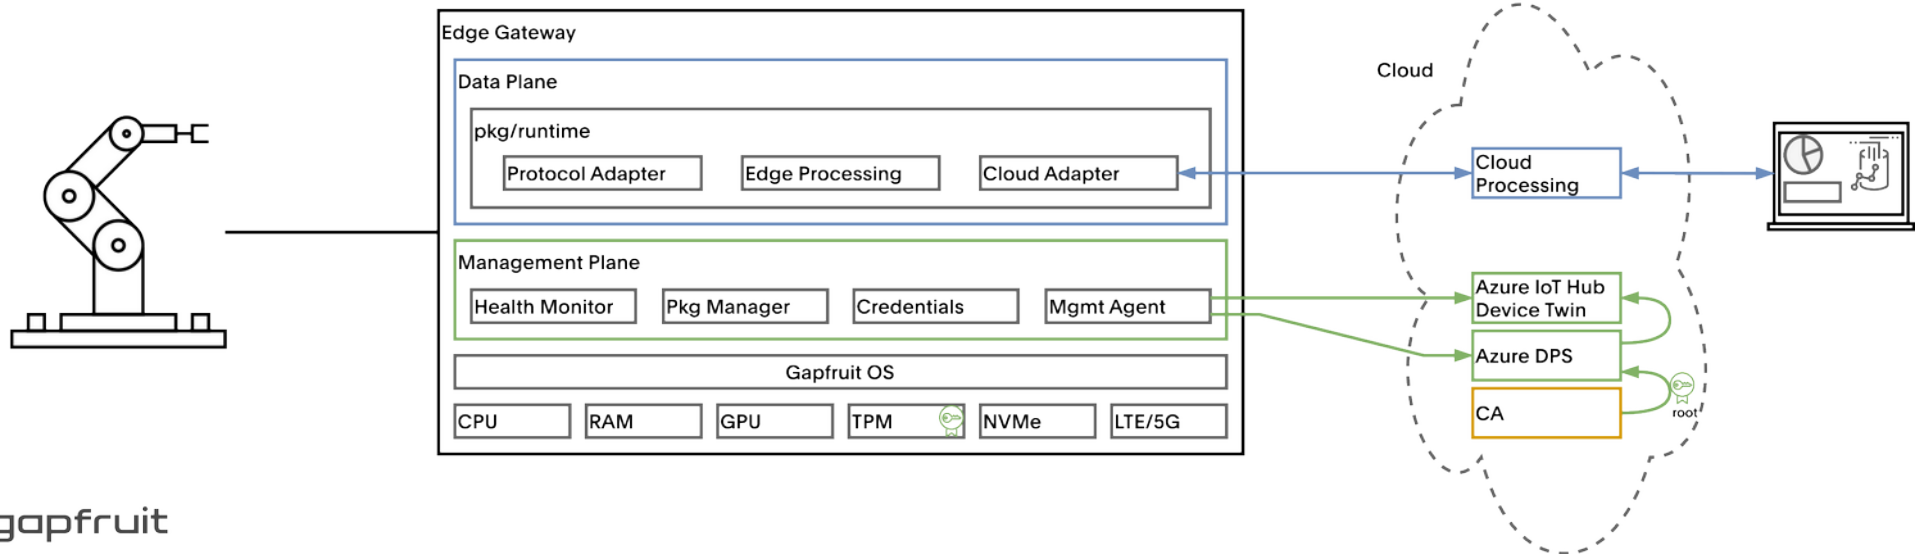 Edge Gateway
Data Plane
pkg/runtime
Protocol Adapter
Edge Processing
Cloud Adapter
Management Plane
Health Monitor
Pkg Manager
Credentials
Mgmt Agent
Gapfruit OS
CPU
RAM
GPU
TPM
NVMe
LTE/5G
Cloud
Cloud
Processing
Azure IoT Hub
Device Twin
Azure DPS
CA
root
gapfruit